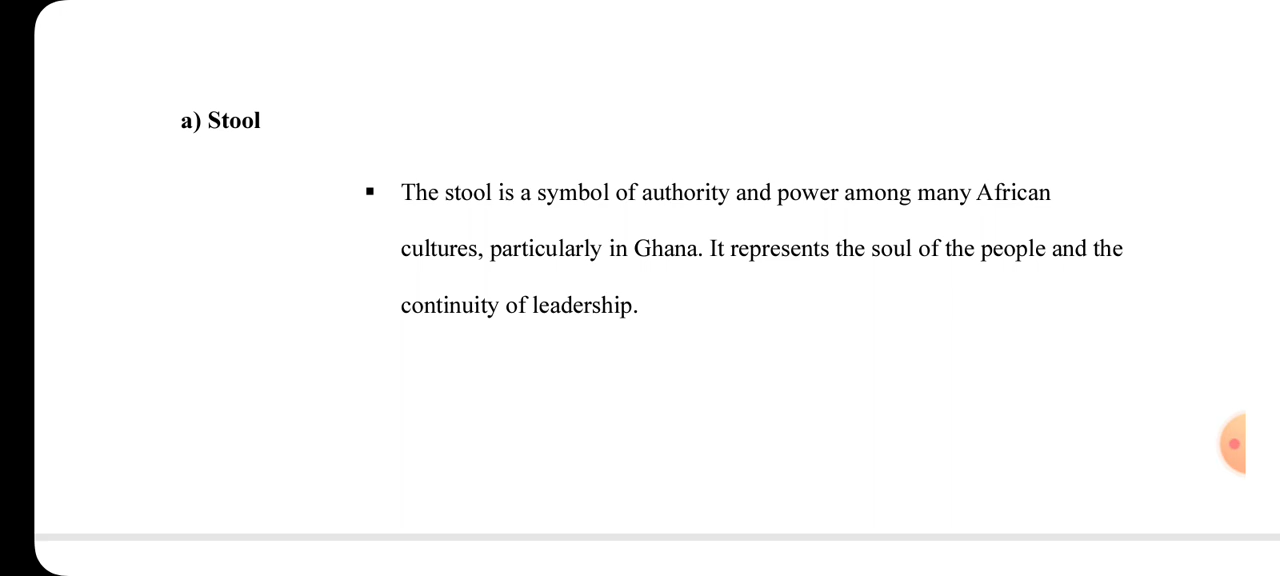 a) Stool
▪ The stool is a symbol of authority and power among many African
cultures, particularly in Ghana. It represents the soul of the people and the
continuity of leadership.